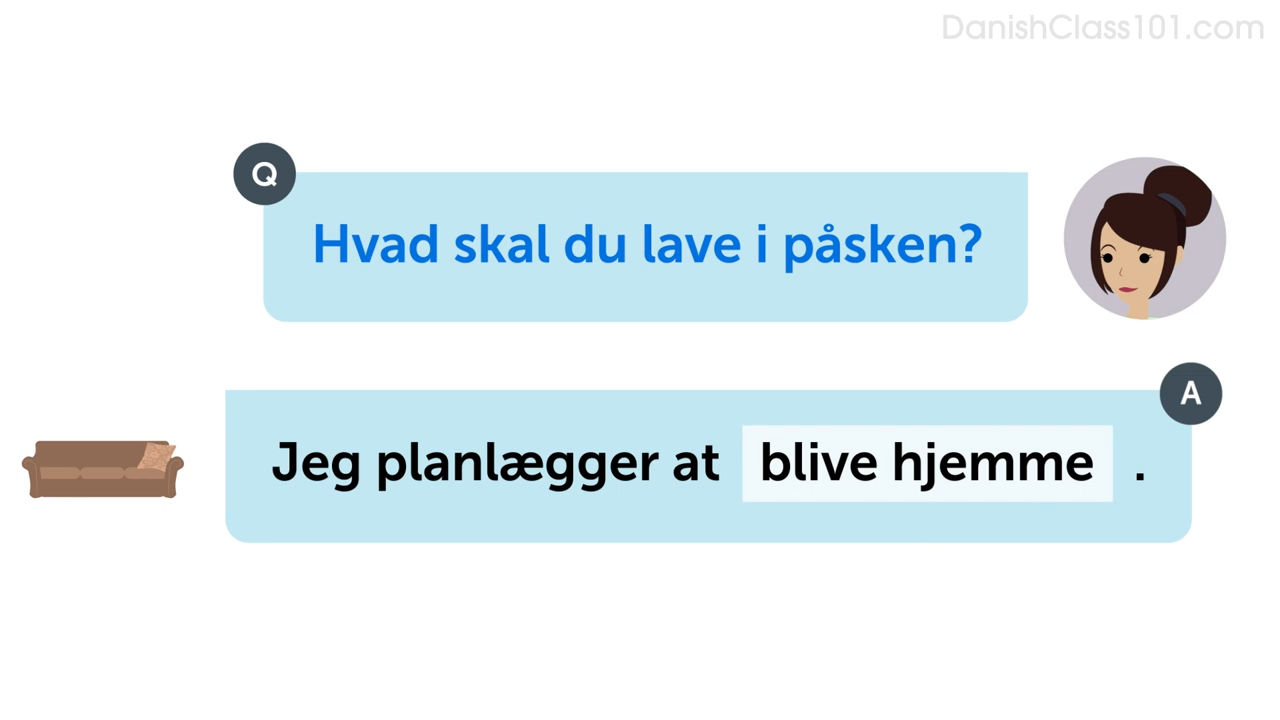 DanishClass101.com
Q
Hvad skal du lave i påsken?
A
Jeg planlægger at blive hjemme .